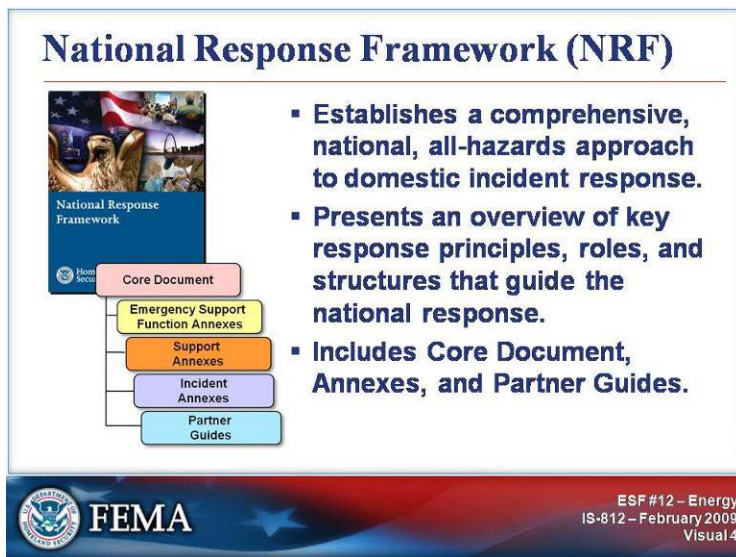 National Response Framework (NRF)
National Response
Framework
Core Document
Emergency Support
Function Annexes
Support
Annexes
Incident
Annexes
Partner
Guides
▪ Establishes a comprehensive,
national, all-hazards approach
to domestic incident response.
▪ Presents an overview of key
response principles, roles, and
structures that guide the
national response.
▪ Includes Core Document,
Annexes, and Partner Guides.
FEMA
ESF #12 – Energy
IS-812 – February 2009
Visual 4